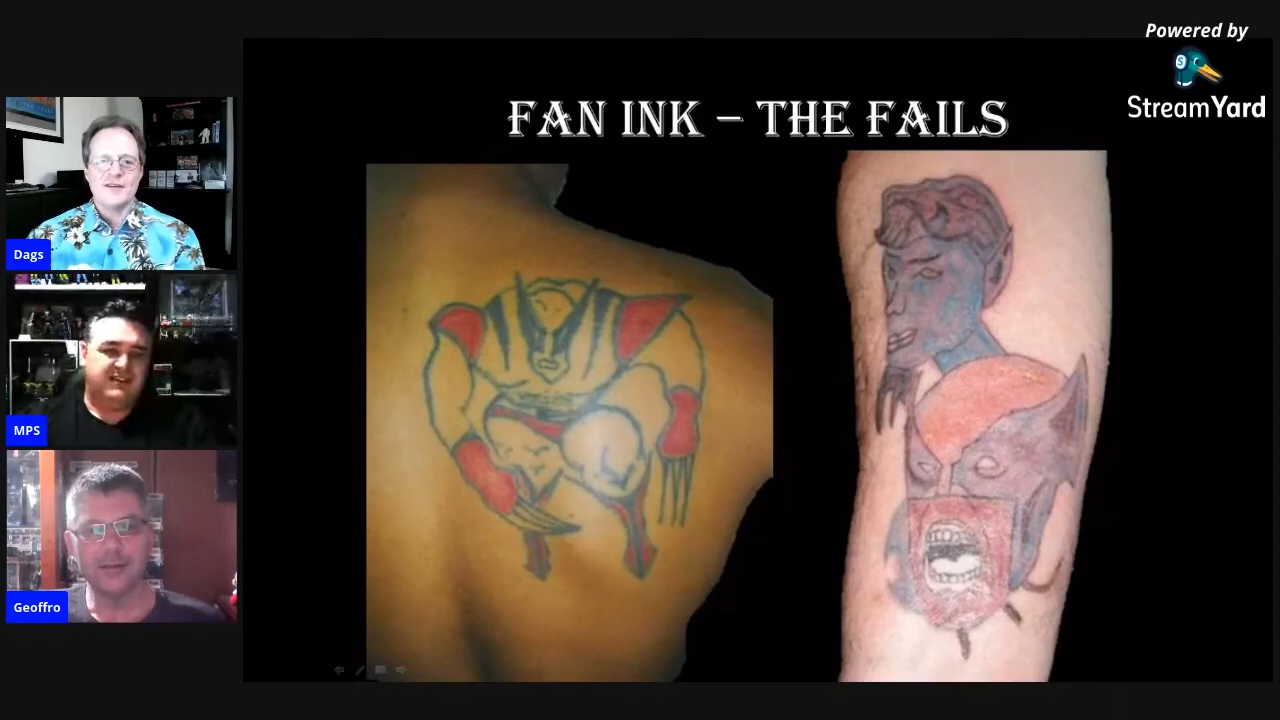 Powered by
StreamYard
FAN INK – THE FAILS
Dags
MPS
Geoffro